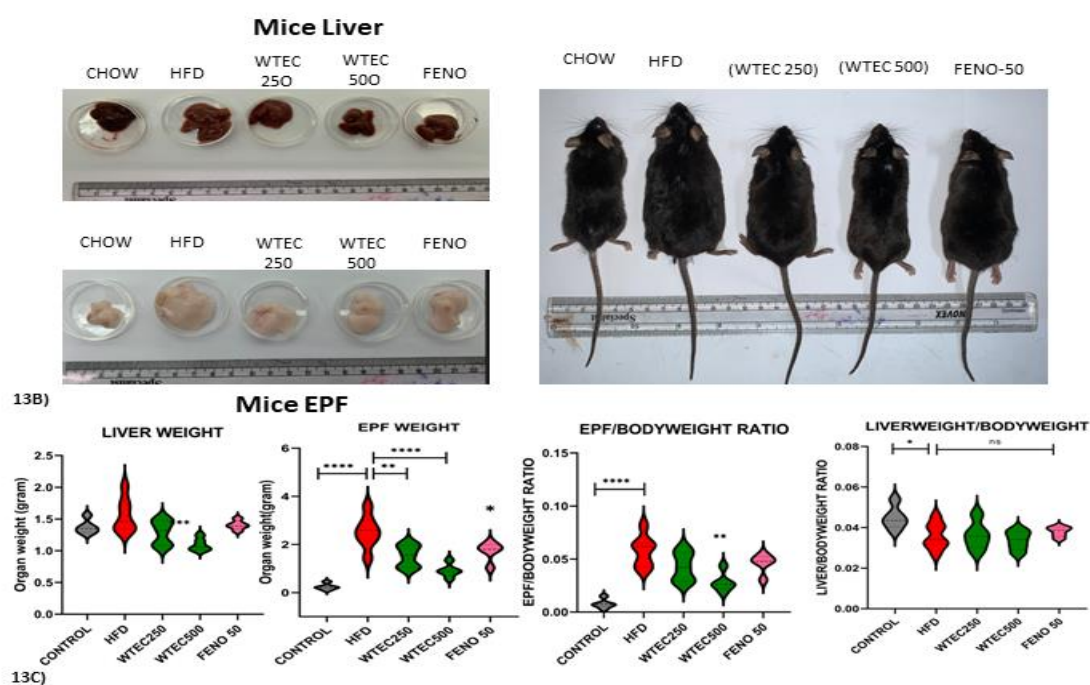 Mice Liver
CHOW HFD WTEC 25O WTEC 5OO FENO
CHOW HFD (WTEC 250) (WTEC 500) FENO-50
Specialist
NOVEX
CHOW HFD WTEC 250 WTEC 500 FENO
Specialist
13B)
Mice EPF
LIVER WEIGHT
Organ weight(gram)
2.5
2.0
1.5
1.0
0.5
0.0
**
CONTROL
HFD
WTEC250
WTEC500
FENO 50
EPF WEIGHT
Organ weight(gram)
6
4
2
0
****
**
****
*
CONTROL
HFD
WTEC250
WTEC500
FENO 50
EPF/BODYWEIGHT RATIO
EPF/BODYWEIGHT RATIO
0.15
0.10
0.05
0.00
****
**
CONTROL
HFD
WTEC250
WTEC500
FENO 50
LIVERWEIGHT/BODYWEIGHT
LIVER/BODYWEIGHT RATIO
0.08
0.06
0.04
0.02
0.00
*
ns
CONTROL
HFD
WTEC250
WTEC500
FENO 50
13C)